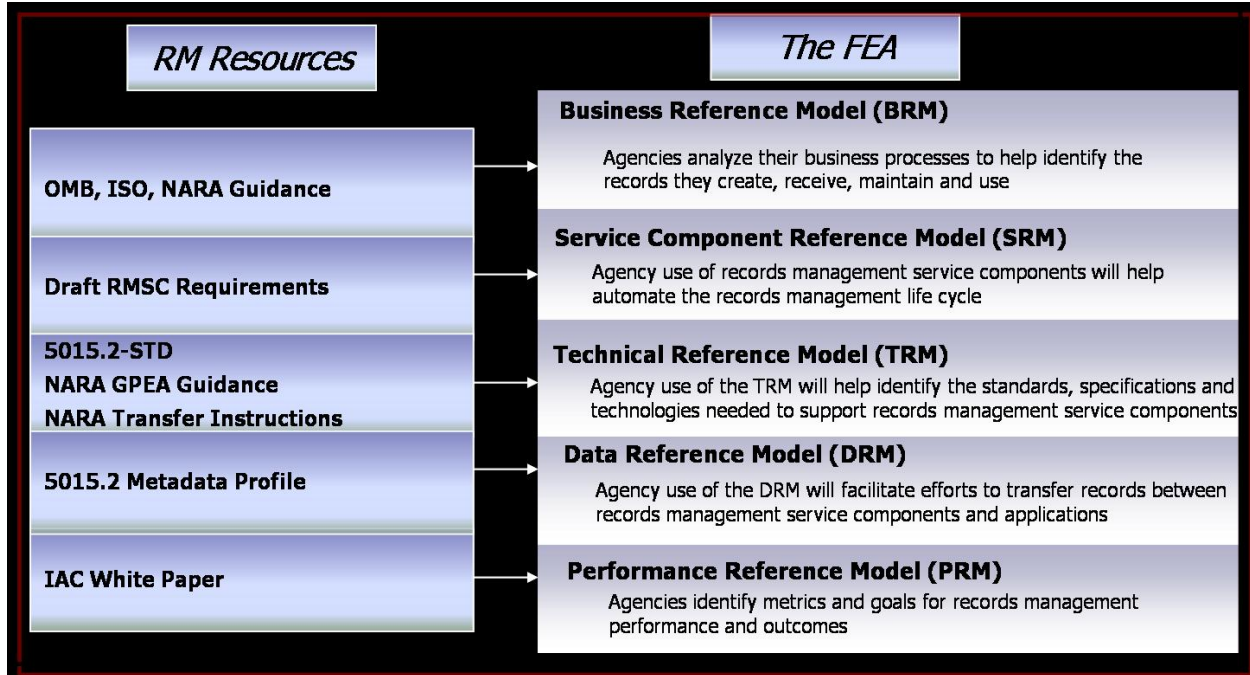 RM Resources
The FEA
OMB, ISO, NARA Guidance
Draft RMSC Requirements
5015.2-STD
NARA GPEA Guidance
NARA Transfer Instructions
5015.2 Metadata Profile
IAC White Paper
Business Reference Model (BRM)
Agencies analyze their business processes to help identify the
records they create, receive, maintain and use
Service Component Reference Model (SRM)
Agency use of records management service components will help
automate the records management life cycle
Technical Reference Model (TRM)
Agency use of the TRM will help identify the standards, specifications and
technologies needed to support records management service components
Data Reference Model (DRM)
Agency use of the DRM will facilitate efforts to transfer records between
records management service components and applications
Performance Reference Model (PRM)
Agencies identify metrics and goals for records management
performance and outcomes